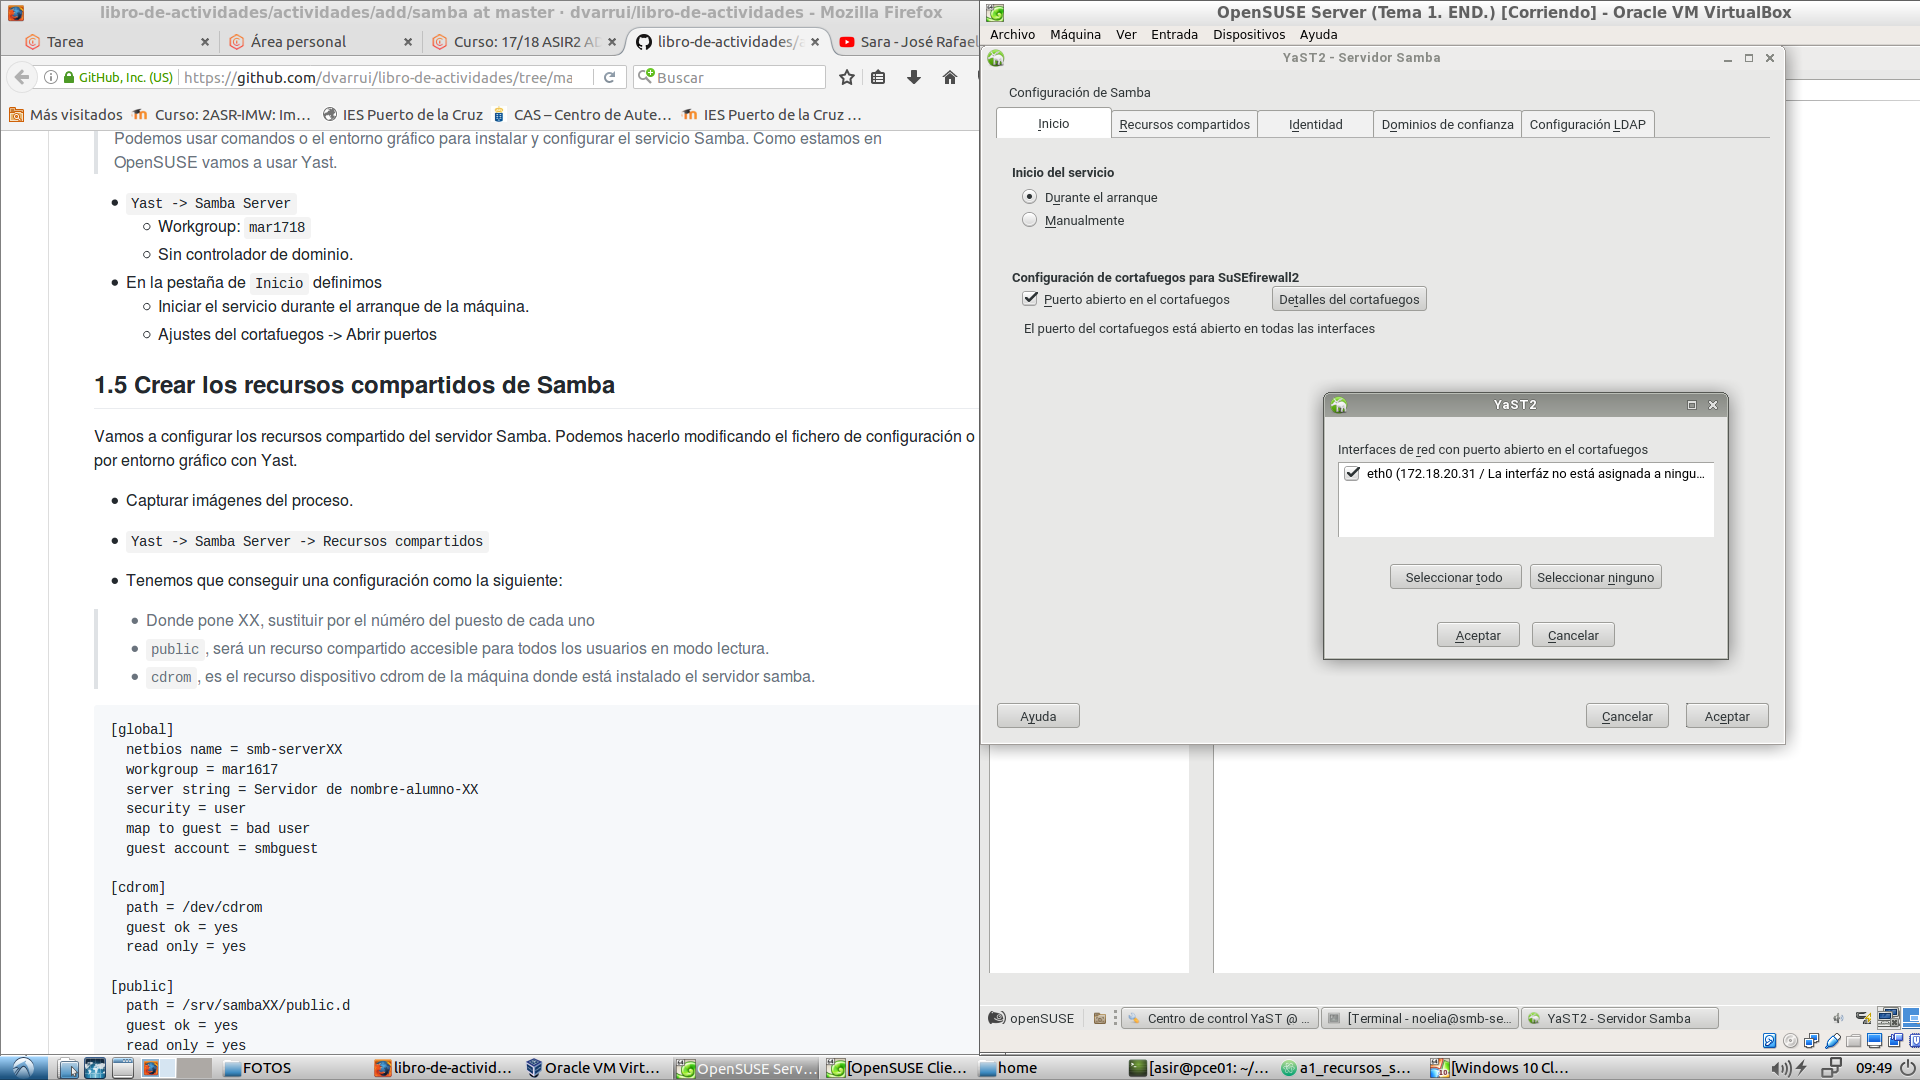 libro-de-actividades/actividades/add/samba at master · dvarrui/libro-de-actividades - Mozilla Firefox
Tarea
Área personal
Curso: 17/18 ASIR2 AD
libro-de-actividades/a
Sara - José Rafael
GitHub, Inc. (US)
https://github.com/dvarrui/libro-de-actividades/tree/ma
Buscar
Más visitados
Curso: 2ASR-IMW: Im...
IES Puerto de la Cruz
CAS – Centro de Aute...
IES Puerto de la Cruz ...
Podemos usar comandos o el entorno gráfico para instalar y configurar el servicio Samba. Como estamos en
OpenSUSE vamos a usar Yast.
Yast -> Samba Server
Workgroup: mar1718
Sin controlador de dominio.
En la pestaña de Inicio definimos
Iniciar el servicio durante el arranque de la máquina.
Ajustes del cortafuegos -> Abrir puertos
1.5 Crear los recursos compartidos de Samba
Vamos a configurar los recursos compartido del servidor Samba. Podemos hacerlo modificando el fichero de configuración o
por entorno gráfico con Yast.
Capturar imágenes del proceso.
Yast -> Samba Server -> Recursos compartidos
Tenemos que conseguir una configuración como la siguiente:
Donde pone XX, sustituir por el núméro del puesto de cada uno
public, será un recurso compartido accesible para todos los usuarios en modo lectura.
cdrom, es el recurso dispositivo cdrom de la máquina donde está instalado el servidor samba.
[global]
netbios name = smb-serverXX
workgroup = mar1617
server string = Servidor de nombre-alumno-XX
security = user
map to guest = bad user
guest account = smbguest
[cdrom]
path = /dev/cdrom
guest ok = yes
read only = yes
[public]
path = /srv/sambaXX/public.d
guest ok = yes
read only = yes
OpenSUSE Server (Tema 1. END.) [Corriendo] - Oracle VM VirtualBox
Archivo Máquina Ver Entrada Dispositivos Ayuda
YaST2 - Servidor Samba
Configuración de Samba
Inicio
Recursos compartidos
Identidad
Dominios de confianza
Configuración LDAP
Inicio del servicio
Durante el arranque
Manualmente
Configuración de cortafuegos para SuSEfirewall2
Puerto abierto en el cortafuegos
Detalles del cortafuegos
El puerto del cortafuegos está abierto en todas las interfaces
YaST2
Interfaces de red con puerto abierto en el cortafuegos
eth0 (172.18.20.31 / La interfáz no está asignada a ningu...
Seleccionar todo
Seleccionar ninguno
Aceptar
Cancelar
Ayuda
Cancelar
Aceptar
openSUSE
Centro de control YaST @ ...
[Terminal - noelia@smb-se...
YaST2 - Servidor Samba
FOTOS
libro-de-activid...
Oracle VM Virt...
OpenSUSE Serv...
[OpenSUSE Clie...
home
[asir@pce01: ~/...
a1_recursos_s...
[Windows 10 Cl...
09:49